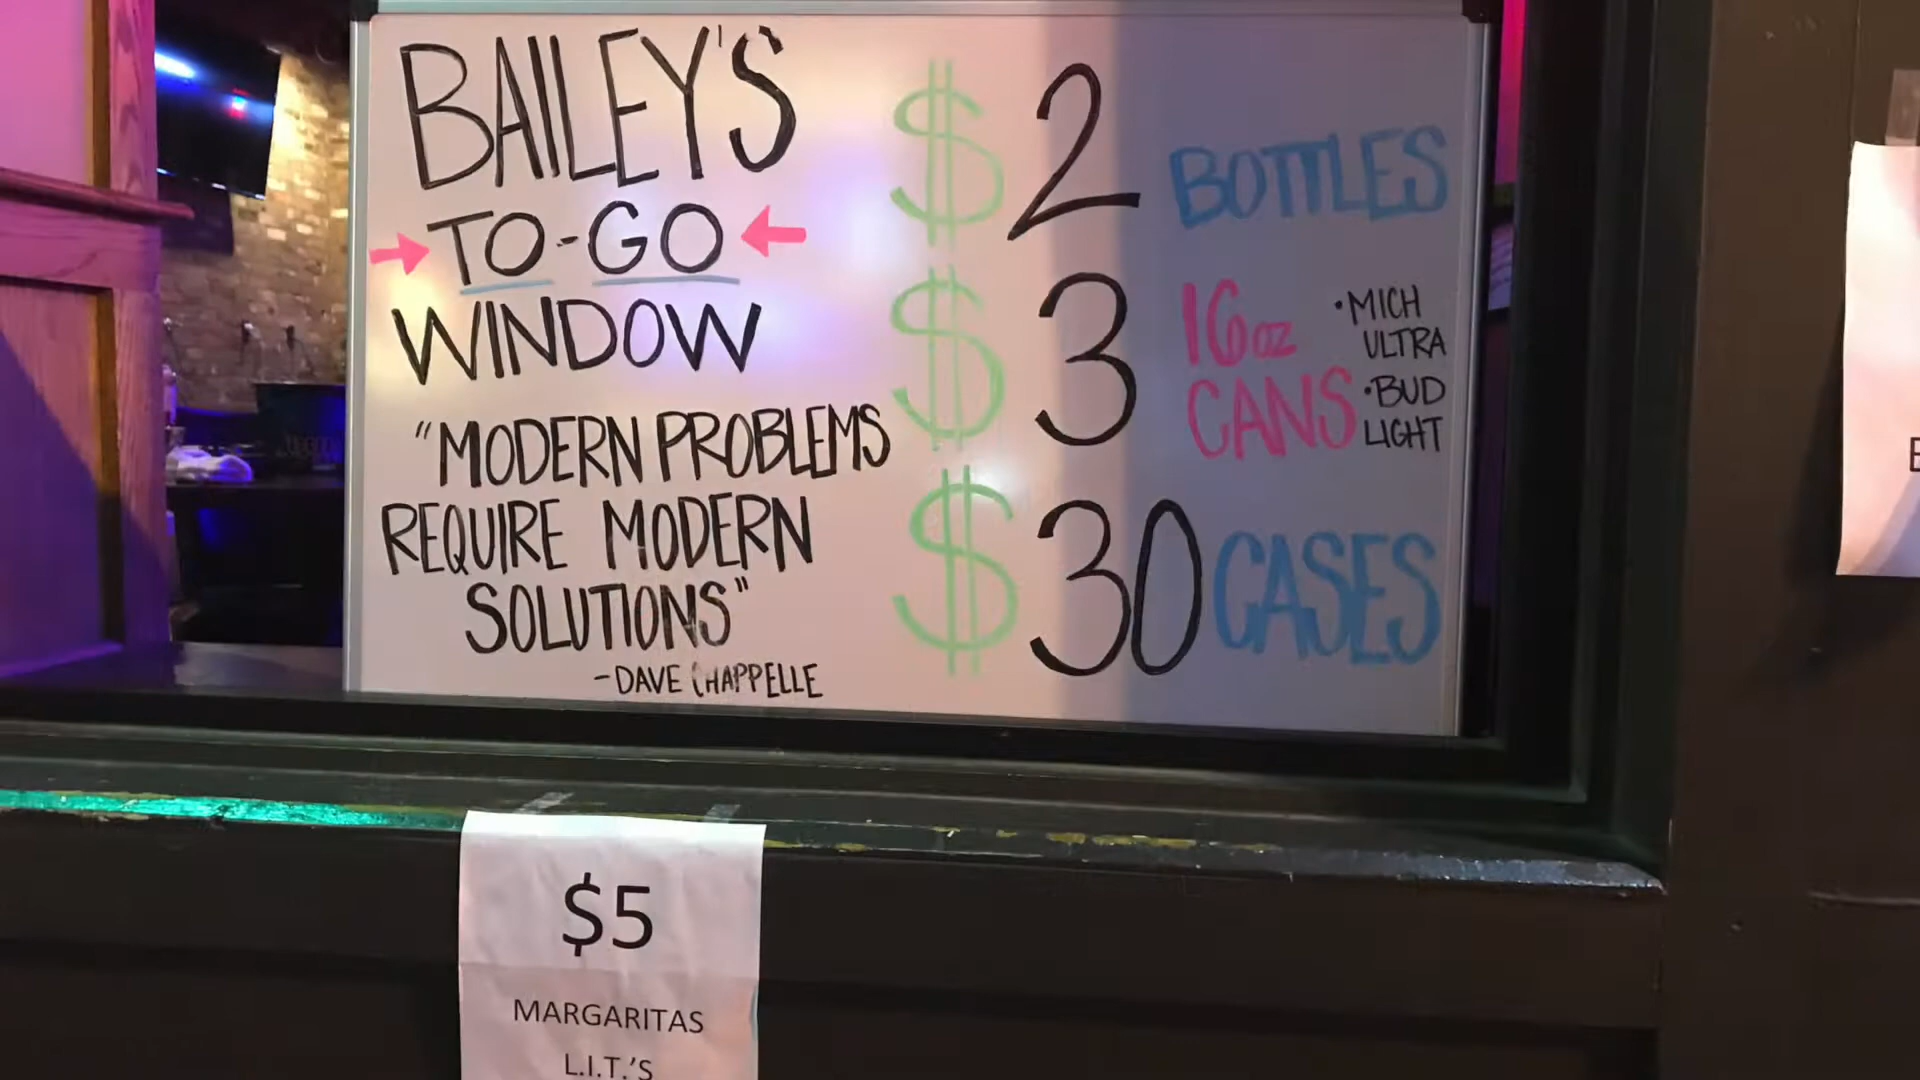 BAILEY'S
TO-GO
WINDOW
"MODERN PROBLEMS
REQUIRE MODERN
SOLUTIONS"
-DAVE CHAPPELLE
$2 BOTTLES
$3 16oz CANS
•MICH
ULTRA
•BUD
LIGHT
$30 CASES
$5
MARGARITAS
L.I.T.'S